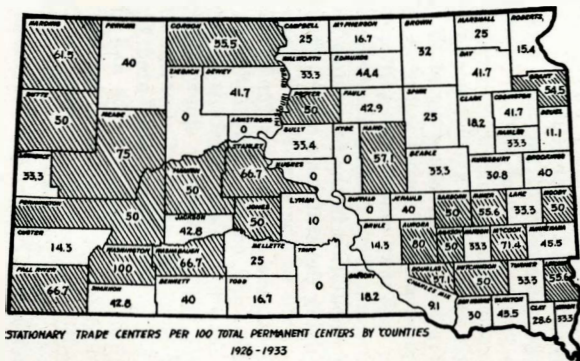 HARDING 61.5
PERKINS 40
CORSON 55.5
CAMPBELL 25
McPHERSON 16.7
BROWN 32
MARSHALL 25
ROBERTS 15.4
WALWORTH 33.3
EDMUNDS 44.4
DAY 41.7
GRANT 54.5
BUTTE 50
MEADE 75
ZIEBACH 0
DEWEY 41.7
ARMSTRONG 0
MISSOURI RIVER
POTTER 50
FAULK 42.9
SPINK 25
CLARK 18.2
CODINGTON 41.7
DEUEL 11.1
HAMLIN 33.3
SULLY 33.4
HYDE 0
HAND 57.1
BEADLE 33.3
KINGSBURY 30.8
BROOKINGS 40
LAWRENCE 33.3
HAAKON 50
STANLEY 66.7
HUGHES 0
PENNINGTON 50
JACKSON 42.8
JONES 50
LYMAN 10
BUFFALO 0
JERAULD 40
SANBORN 50
MINER 55.6
LAKE 33.3
MOODY 50
CUSTER 14.3
WASHINGTON 100
WASHABAUGH 66.7
MELLETTE 25
TRIPP 0
BRULE 14.3
AURORA 80
DAVISON 50
HANSON 33.3
McCOOK 71.4
MINNEHAHA 45.5
FALL RIVER 66.7
SHANNON 42.8
BENNETT 40
TODD 16.7
GREGORY 18.2
CHARLES MIX 9.1
DOUGLAS 57.1
HUTCHINSON 50
TURNER 33.3
LINCOLN
BON HOMME 30
YANKTON 45.5
CLAY 28.6
UNION 33.3
STATIONARY TRADE CENTERS PER 100 TOTAL PERMANENT CENTERS BY COUNTIES
1926-1933